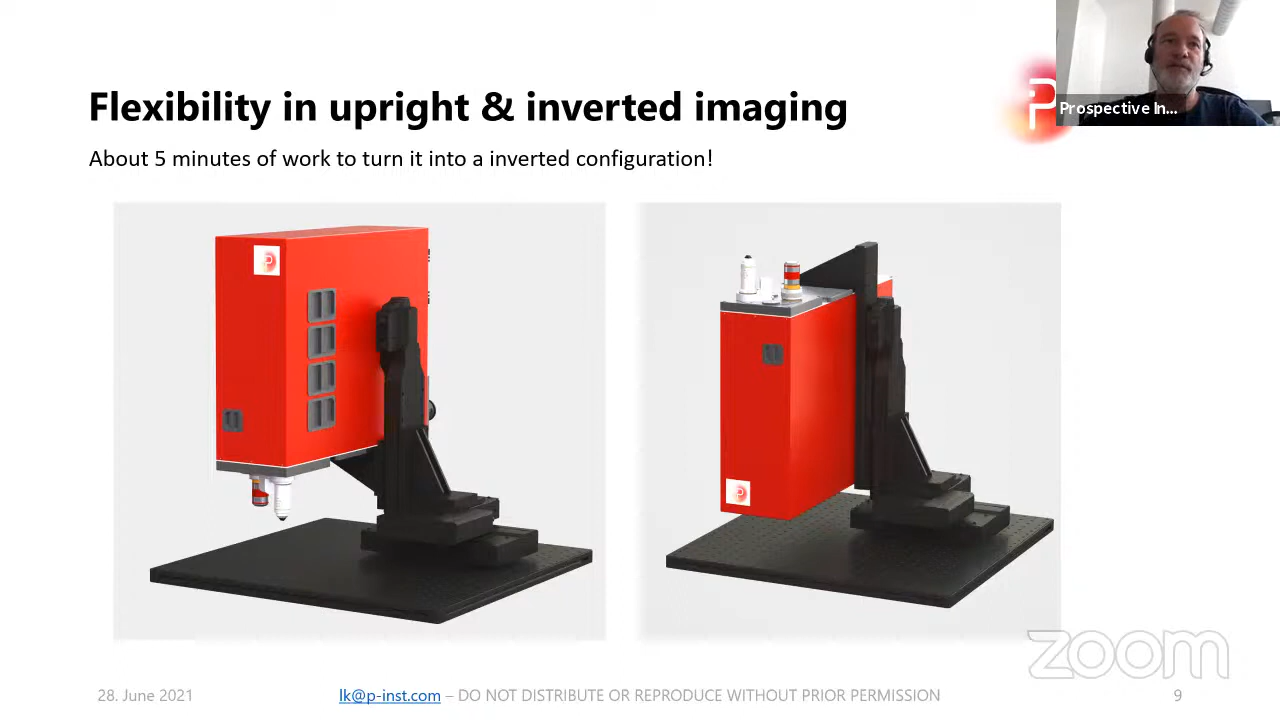 Flexibility in upright & inverted imaging
About 5 minutes of work to turn it into a inverted configuration!
P
Prospective In...
P
P
zoom
28. June 2021
lk@p-inst.com – DO NOT DISTRIBUTE OR REPRODUCE WITHOUT PRIOR PERMISSION
9